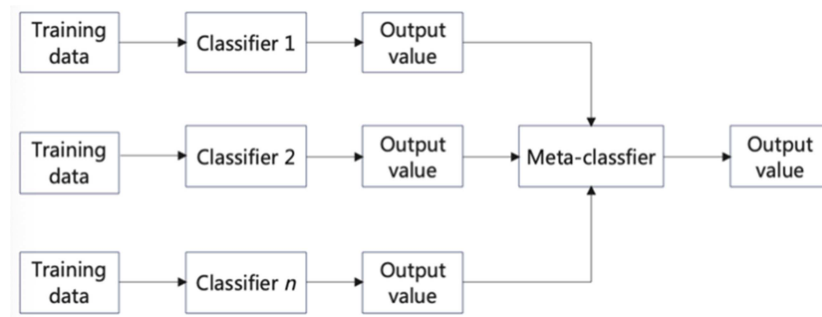 Training
data
Classifier 1
Output
value
Training
data
Classifier 2
Output
value
Meta-classfier
Output
value
Training
data
Classifier n
Output
value